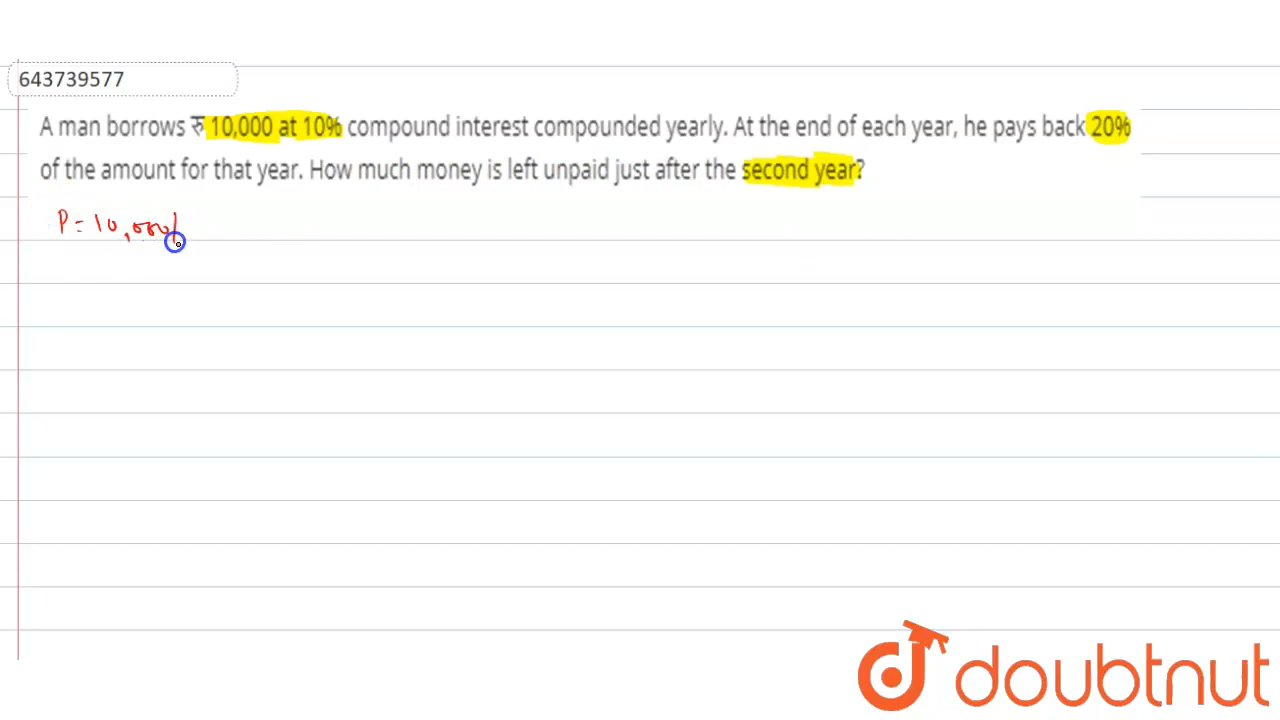 643739577
A man borrows रु 10,000 at 10% compound interest compounded yearly. At the end of each year, he pays back 20%
of the amount for that year. How much money is left unpaid just after the second year?
P = 10,000/
doubtnut